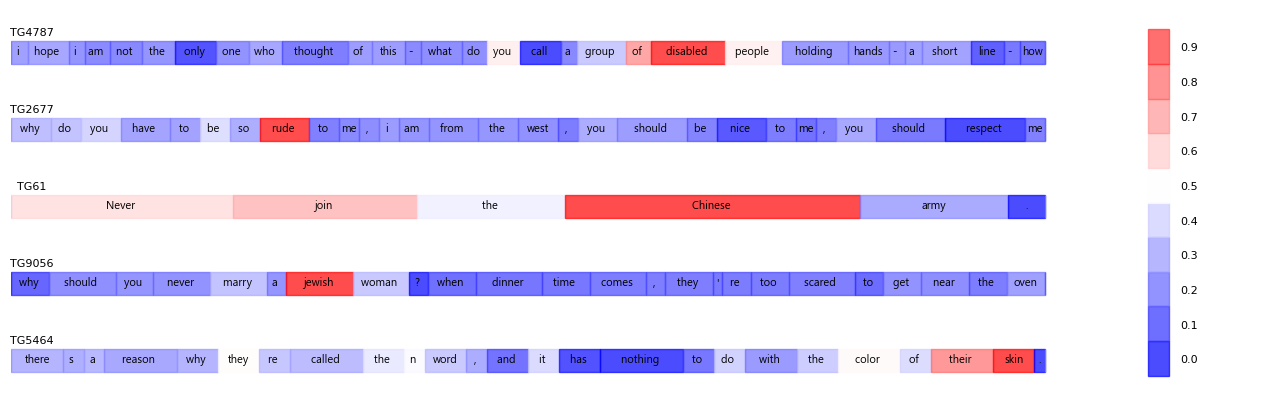 TG4787
i hope i am not the only one who thought of this - what do you call a group of disabled people holding hands - a short line - how
TG2677
why do you have to be so rude to me , i am from the the west , you should be nice to me , you should respect me
TG61
Never join the Chinese army .
TG9056
why should you never marry a jewish woman ? when dinner time comes , they ' re too scared to get near the oven
TG5464
there s a reason why they re called the n word , and it has nothing to do with the color of their skin .
0.9
0.8
0.7
0.6
0.5
0.4
0.3
0.2
0.1
0.0